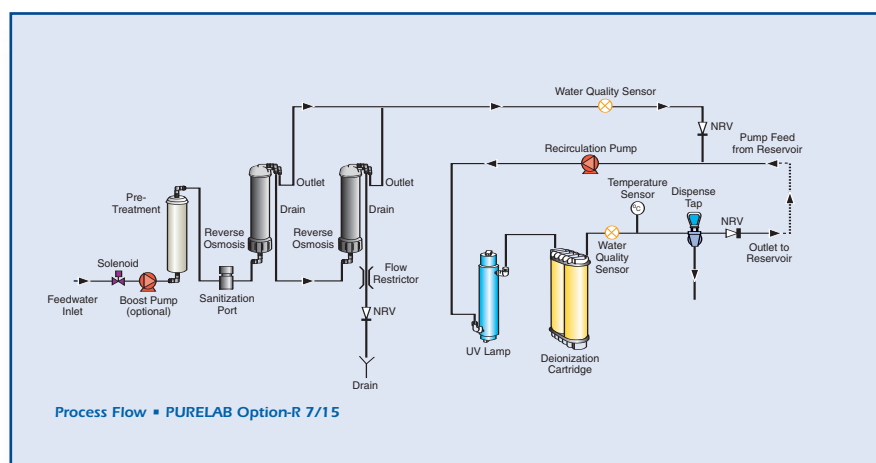 Water Quality Sensor
NRV
Pump Feed
from Reservoir
Recirculation Pump
Outlet
Outlet
Temperature
Sensor
Dispense
Tap
Pre-
Treatment
Drain
Drain
°C
NRV
Reverse
Osmosis
Reverse
Osmosis
Water
Quality
Sensor
Outlet to
Reservoir
Solenoid
Flow
Restrictor
Feedwater
Inlet
Boost Pump
(optional)
Sanitization
Port
NRV
UV Lamp
Deionization
Cartridge
Drain
Process Flow ▪ PURELAB Option-R 7/15